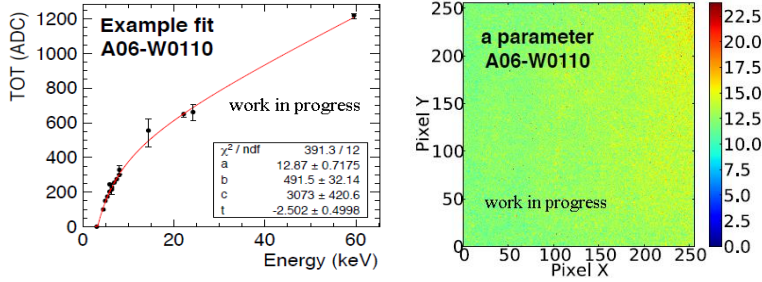 Example fit
A06-W0110
work in progress
TOT (ADC)
1200
1000
800
600
400
200
0
0 20 40 60
Energy (keV)
χ² / ndf 391.3 / 12
a 12.87 ± 0.7175
b 491.5 ± 32.14
c 3073 ± 420.6
t -2.502 ± 0.4998
a parameter
A06-W0110
work in progress
Pixel Y
250
200
150
100
50
0
0 50 100 150 200 250
Pixel X
22.5
20.0
17.5
15.0
12.5
10.0
7.5
5.0
2.5
0.0